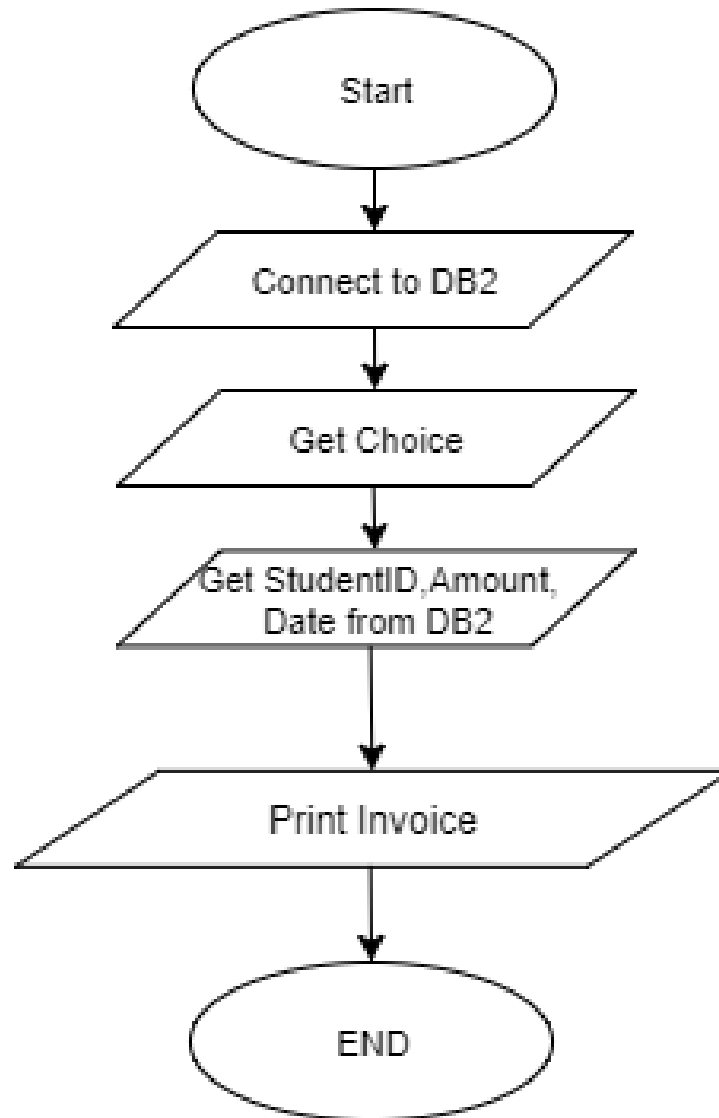 Start
Connect to DB2
Get Choice
Get StudentID,Amount,
Date from DB2
Print Invoice
END